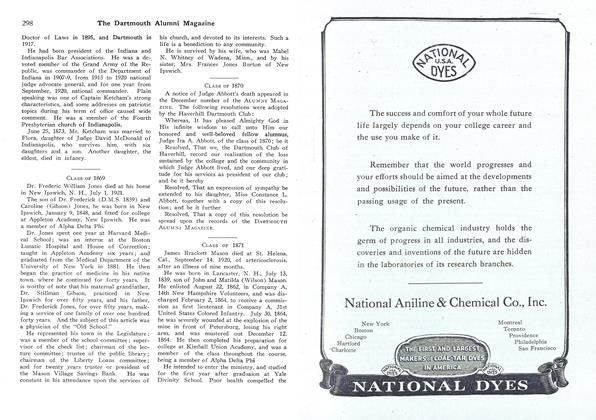 298 The Dartmouth Alumni Magazine
Doctor of Laws in 1895, and Dartmouth in
1917.
He had been president of the Indiana and
Indianapolis Bar Associations. He was a de-
voted member of the Grand Army of the Re-
public, was commander of the Department of
Indiana in 1907-9, from 1913 to 1920 national
judge advocate general, and for one year from
September, 1920, national commander. Plain
speaking was one of Captain Ketcham's strong
characteristics, and some addresses on patriotic
topics during his term of office caused wide
comment. He was a member of the Fourth
Presbyterian church of Indianapolis.
June 25, 1873, Mr. Ketcham was married to
Flora, daughter of Judge David McDonald of
Indianapolis, who survives him, with six
daughters and a son. Another daughter, the
eldest, died in infancy.
Class of 1869
Dr. Frederic William Jones died at his home
in New Ipswich, N. H., July 1, 1921.
The son of Dr. Frederick (D.M.S. 1839) and
Caroline (Gibson) Jones, he was born in New
Ipswich, January 9, 1848, and fitted for college
at Appleton Academy, New Ipswich. He was
a member of Alpha Delta Phi.
Dr. Jones spent one year at Harvard Medi-
cal School; was an interne at the Boston
Lunatic Hospital and House of Correction;
taught in Appleton Academy six years; and
graduated from the Medical Department of the
University of New York in 1881. He then
began the practice of medicine in his native
town, where he continued for forty years. It
is worthy of note that his maternal grandfather,
Dr. Stillman Gibson, practiced in New
Ipswich for over fifty years, and his father,
Dr. Frederick Jones, for over fifty years, mak-
ing a service of one family of over one hundred
forty years. And the subject of this article was
a physician of the "Old School."
He represented his town in the Legislature;
was a member of the school committee; super-
visor of the check list; chairman of the lec-
ture committee; trustee of the public library;
chairman of the Liberty Loans Committee;
and for twenty years trustee or president of
the Mason Village Savings Bank. He was
constant in his attendance upon the services of
his church, and devoted to its interests. Such a
life is a benediction to any community.
He is survived by his wife, who was Mabel
N. Whitney of Wadena, Minn., and by his
sister, Mrs. Frances Jones Burton of New
Ipswich.
Class of 1870
A notice of Judge Abbott's death appeared in
the December number of the Alumni Maga-
zine. The following resolutions were adopted
by the Haverhill Dartmouth Club:
Whereas, It has pleased Almighty God in
His infinite wisdom to call unto Him our
honored and well-beloved fellow alumnus,
Judge Ira A. Abbott, of the class of 1870; be it
Resolved, That we, the Dartmouth Club of
Haverhill, record our realization of the loss
sustained by the college and the community in
which Judge Abbott lived, and our deep grati-
tude for his services as president of our club;
and be it hereby
Resolved, That an expression of sympathy be
extended to his daughter, Miss Constance L.
Abbott, together with a copy of this resolu-
tion; and be it further
Resolved, That a copy of this resolution be
spread upon the records of the Dartmouth
Alumni Magazine.
Class of 1871
James Brackett Mason died at St. Helena,
Cal., September 14, 1920, of arteriosclerosis,
after an illness of nine months.
He was born in Lancaster, N. H., July 13,
1839, son of John and Matilda (Wilson) Mason.
He enlisted August 22, 1862, in Company A,
14th New Hampshire Volunteers, and was dis-
charged February 2, 1864, to receive a commis-
sion as first lieutenant in Company A, 31st
United States Colored Infantry. July 30, 1864,
he was severely wounded at the explosion of the
mine in front of Petersburg, losing his right
arm, and was mustered out December 12,
1864. He then completed his preparation for
college at Kimball Union Academy, and was a
member of the class throughout the course,
being a member of Alpha Delta Phi
He intended to enter the ministry, and studied
for the first year after graduation at Yale
Divinity School. Poor health compelled the
NATIONAL
U.S.A.
DYES
The success and comfort of your whole future
life largely depends on your college career and
the use you make of it.
Remember that the world progresses and
your efforts should be aimed at the developments
and possibilities of the future, rather than the
passing usage of the present.
The organic chemical industry holds the
germ of progress in all industries, and the dis-
coveries and inventions of the future are hidden
in the laboratories of its research branches.
National Aniline & Chemical Co., Inc.
New York
Boston
Chicago
Hartford
Charlotte
Montreal
Toronto
Providence
Philadelphia
San Francisco
THE FIRST AND LARGEST
MAKERS of COAL-TAR DYES
IN AMERICA
NATIONAL DYES